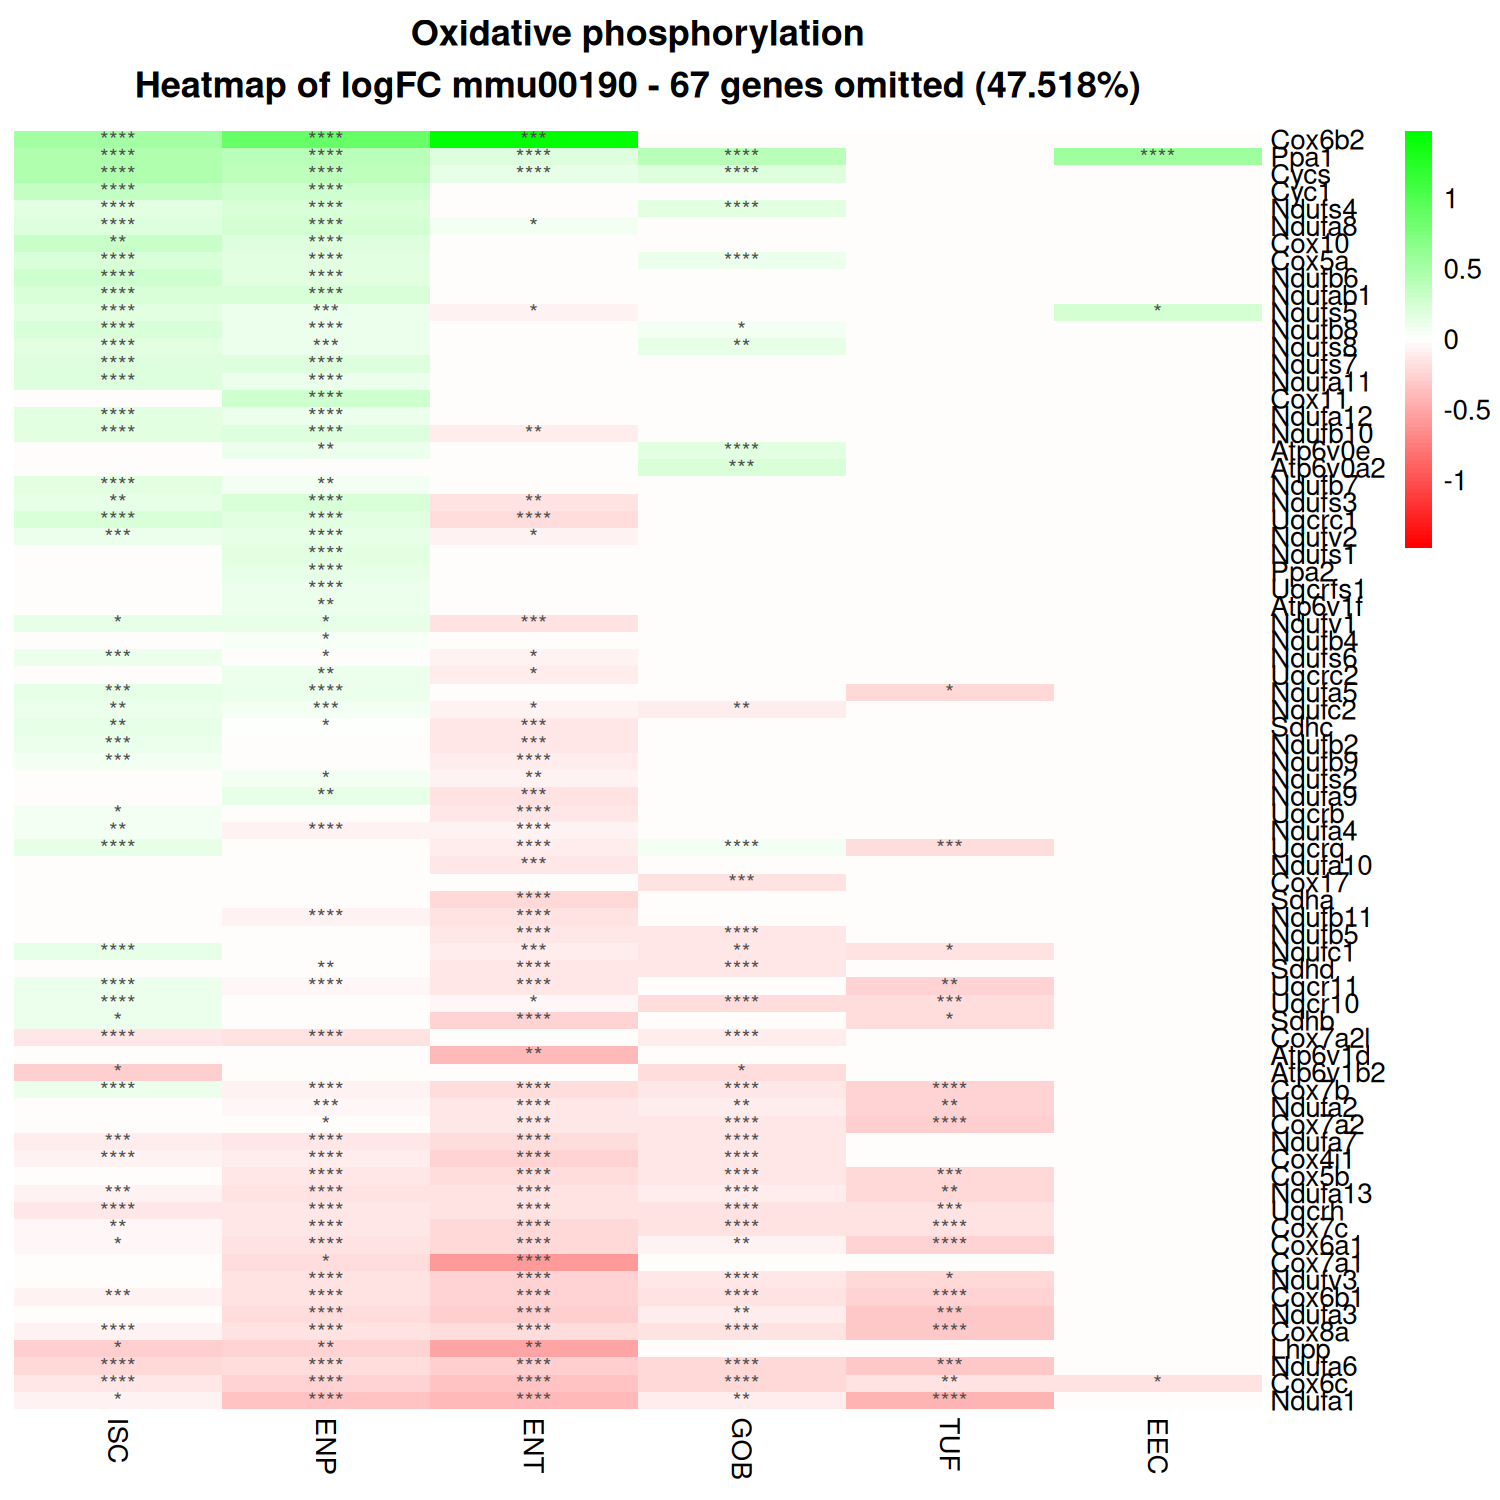 Oxidative phosphorylation
Heatmap of logFC mmu00190 - 67 genes omitted (47.518%)
**** **** *** Cox6b2
**** **** **** **** **** Ppa1
**** **** **** **** Cycs
**** **** Cyc1
**** **** **** Ndufs4
**** **** * Ndufa8
** **** Cox10
**** **** **** Cox5a
**** **** Ndufb6
**** **** Ndufab1
**** *** * * Ndufs5
**** **** * Ndufb8
**** *** ** Ndufs8
**** **** Ndufs7
**** **** Ndufa11
**** Cox11
**** **** Ndufa12
**** **** ** Ndufb10
** **** Atp6v0e
*** Atp6v0a2
**** ** Ndufb7
** **** ** Ndufs3
**** **** **** Uqcrc1
*** **** * Ndufv2
**** Ndufs1
**** Ppa2
**** Uqcrfs1
** Atp6v1f
* * *** Ndufv1
* Ndufb4
*** * * Ndufs6
** * Uqcrc2
*** **** * Ndufa5
** *** * ** Ndufc2
** * *** Sdhc
*** *** Ndufb2
*** **** Ndufb9
* ** Ndufs2
** *** Ndufa9
* **** Uqcrb
** **** **** Ndufa4
**** **** **** *** Uqcrq
*** Ndufa10
*** Cox17
**** Sdha
**** **** Ndufb11
**** **** Ndufb5
**** *** ** * Ndufc1
** **** **** Sdhd
**** **** **** ** Uqcr11
**** * **** *** Uqcr10
* **** * Sdhb
**** **** **** Cox7a2l
** Atp6v1d
* * Atp6v1b2
**** **** **** **** **** Cox7b
*** **** ** ** Ndufa2
* **** **** **** Cox7a2
*** **** **** **** Ndufa7
**** **** **** **** Cox4i1
**** **** **** *** Cox5b
*** **** **** **** ** Ndufa13
**** **** **** **** *** Uqcrh
** **** **** **** **** Cox7c
* **** **** ** **** Cox6a1
* **** Cox7a1
**** **** **** * Ndufv3
*** **** **** **** **** Cox6b1
**** **** ** *** Ndufa3
**** **** **** **** **** Cox8a
* ** ** Lhpp
**** **** **** **** *** Ndufa6
**** **** **** **** ** * Cox6c
* **** **** ** **** Ndufa1
ISC ENP ENT GOB TUF EEC
1
0.5
0
-0.5
-1